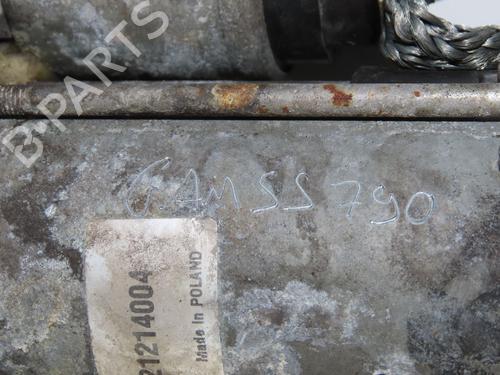 B-PARTS
GAMSS790
21214004
Made in POLAND